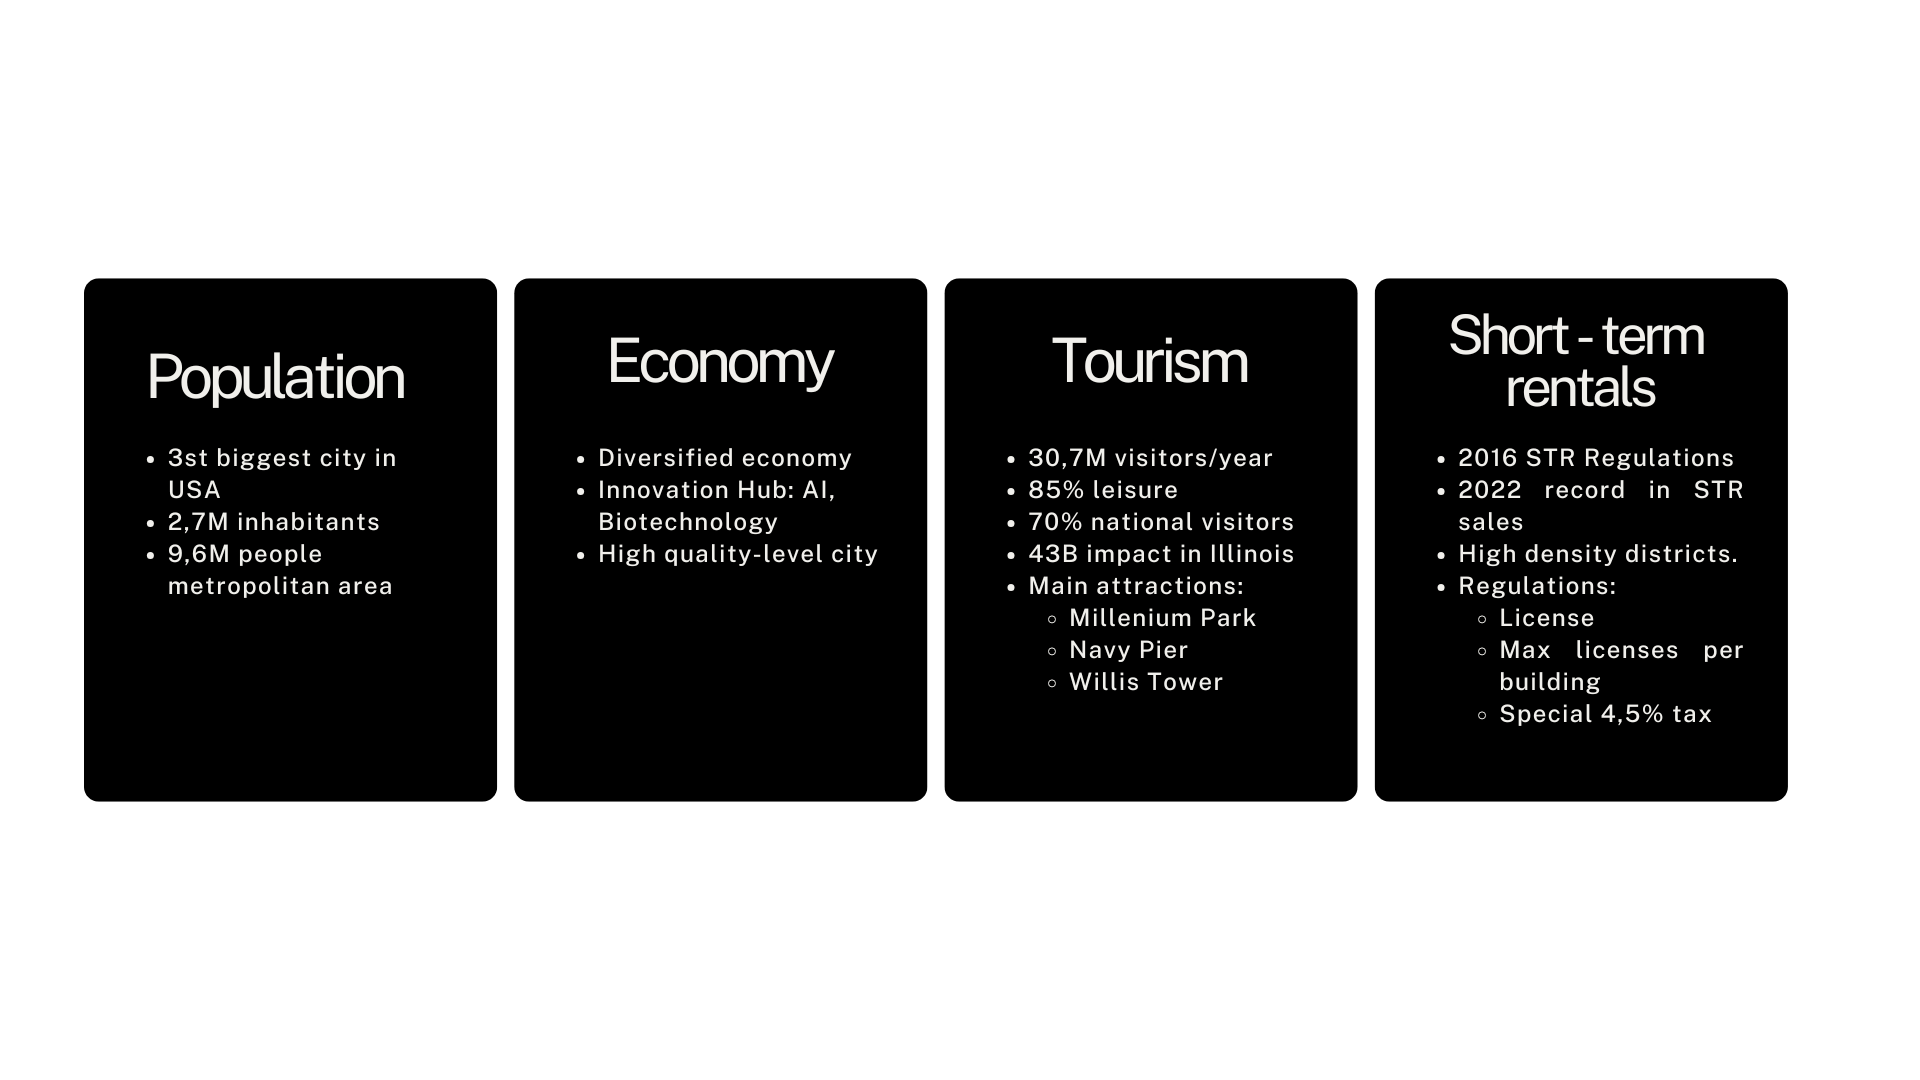 Population
3st biggest city in
USA
2,7M inhabitants
9,6M people
metropolitan area
Economy
Diversified economy
Innovation Hub: AI,
Biotechnology
High quality-level city
Tourism
30,7M visitors/year
85% leisure
70% national visitors
43B impact in Illinois
Main attractions:
Millenium Park
Navy Pier
Willis Tower
Short - term
rentals
2016 STR Regulations
2022 record in STR
sales
High density districts.
Regulations:
License
Max licenses per
building
Special 4,5% tax